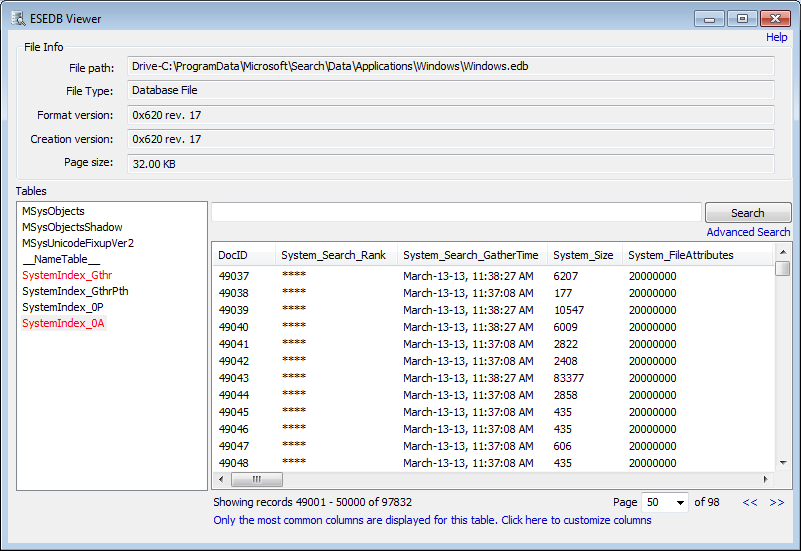 ESEDB Viewer
Help
File Info
File path: Drive-C:\ProgramData\Microsoft\Search\Data\Applications\Windows\Windows.edb
File Type: Database File
Format version: 0x620 rev. 17
Creation version: 0x620 rev. 17
Page size: 32.00 KB
Tables
MSysObjects
MSysObjectsShadow
MSysUnicodeFixupVer2
__NameTable__
SystemIndex_Gthr
SystemIndex_GthrPth
SystemIndex_0P
SystemIndex_0A
Search
Advanced Search
DocID System_Search_Rank System_Search_GatherTime System_Size System_FileAttributes
49037 **** March-13-13, 11:38:27 AM 6207 20000000
49038 **** March-13-13, 11:37:08 AM 177 20000000
49039 **** March-13-13, 11:38:27 AM 10547 20000000
49040 **** March-13-13, 11:38:27 AM 6009 20000000
49041 **** March-13-13, 11:37:08 AM 2822 20000000
49042 **** March-13-13, 11:37:08 AM 2408 20000000
49043 **** March-13-13, 11:38:27 AM 83377 20000000
49044 **** March-13-13, 11:37:08 AM 2858 20000000
49045 **** March-13-13, 11:37:08 AM 435 20000000
49046 **** March-13-13, 11:37:08 AM 435 20000000
49047 **** March-13-13, 11:37:08 AM 606 20000000
49048 **** March-13-13, 11:37:08 AM 435 20000000
Showing records 49001 - 50000 of 97832 Page 50 of 98 << >>
Only the most common columns are displayed for this table. Click here to customize columns